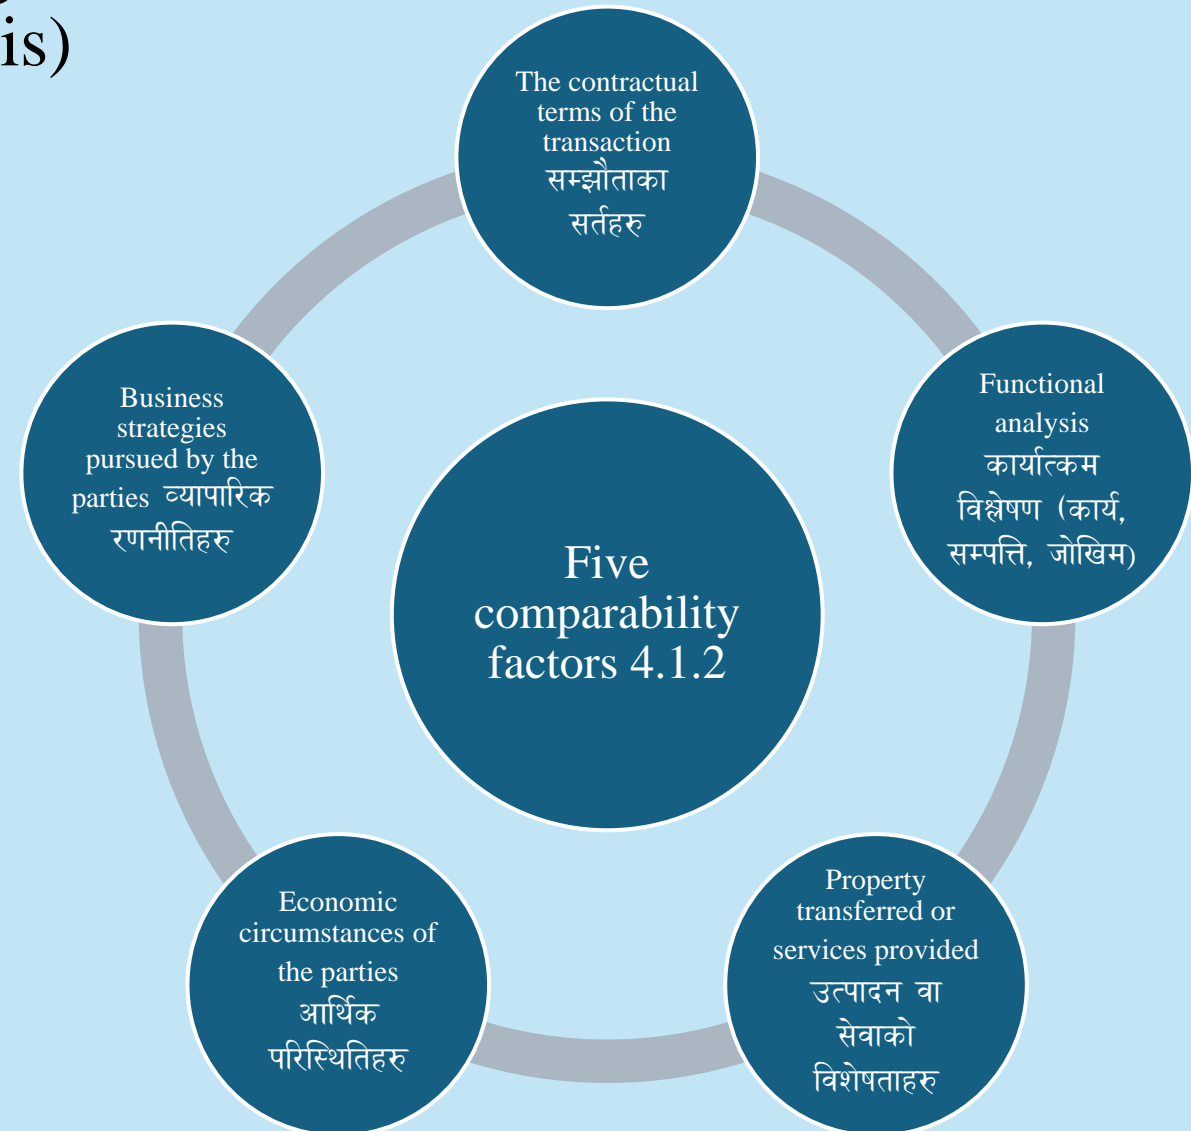 is)
The contractual
terms of the
transaction
सम्झौताका
सर्तहरु
Functional
analysis
कार्यात्कम
विश्लेषण (कार्य,
सम्पत्ति, जोखिम)
Property
transferred or
services provided
उत्पादन वा
सेवाको
विशेषताहरु
Economic
circumstances of
the parties
आर्थिक
परिस्थितिहरु
Business
strategies
pursued by the
parties व्यापारिक
रणनीतिहरु
Five
comparability
factors 4.1.2